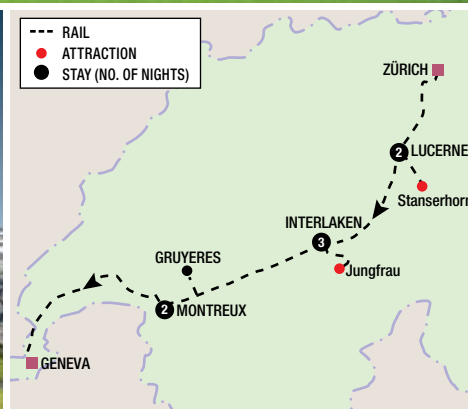 RAIL
ATTRACTION
STAY (NO. OF NIGHTS)
ZÜRICH
2 LUCERNE
Stanserhorn
INTERLAKEN
3
Jungfrau
GRUYERES
2 MONTREUX
GENEVA